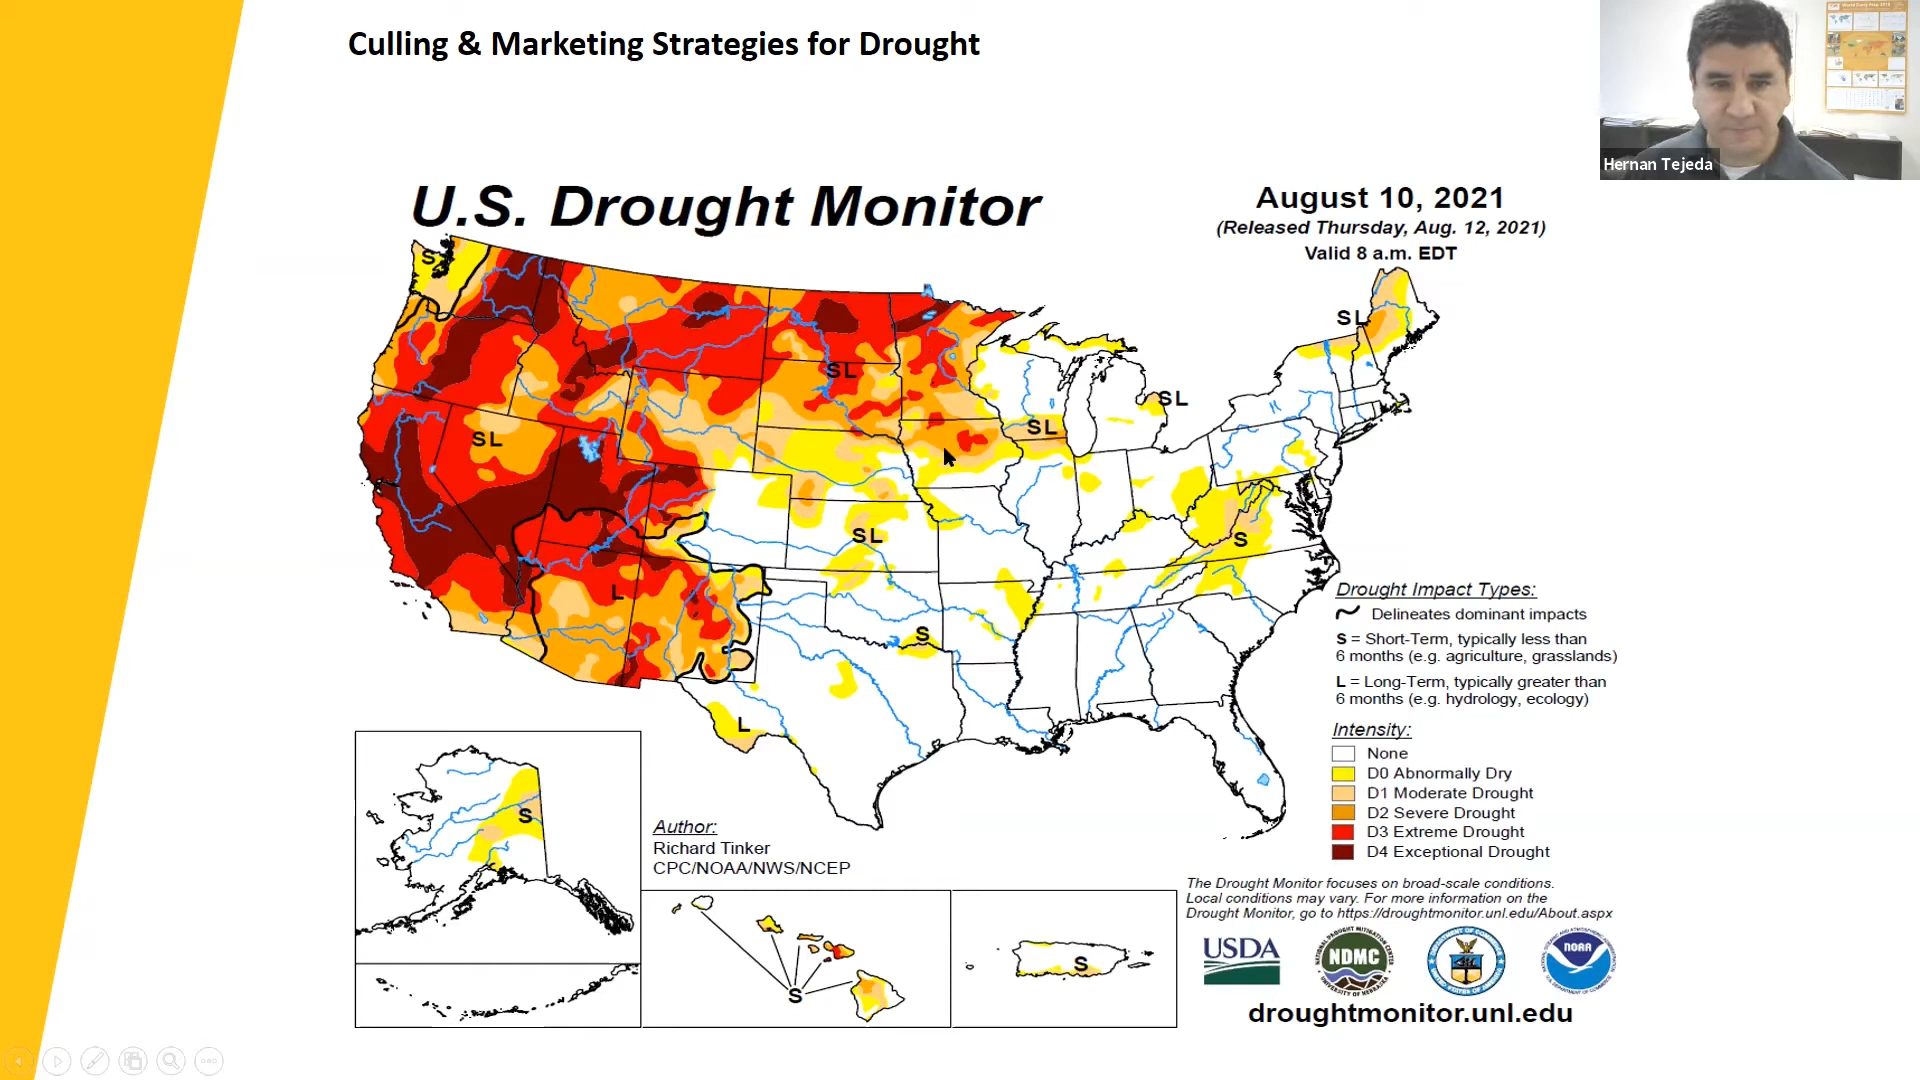 Culling & Marketing Strategies for Drought
Hernan Tejeda
U.S. Drought Monitor
August 10, 2021
(Released Thursday, Aug. 12, 2021)
Valid 8 a.m. EDT
S
SL
SL
SL
SL
SL
SL
S
L
S
L
Drought Impact Types:
Delineates dominant impacts
S = Short-Term, typically less than
6 months (e.g. agriculture, grasslands)
L = Long-Term, typically greater than
6 months (e.g. hydrology, ecology)
Intensity:
None
D0 Abnormally Dry
D1 Moderate Drought
D2 Severe Drought
D3 Extreme Drought
D4 Exceptional Drought
S
Author:
Richard Tinker
CPC/NOAA/NWS/NCEP
S
S
The Drought Monitor focuses on broad-scale conditions.
Local conditions may vary. For more information on the
Drought Monitor, go to https://droughtmonitor.unl.edu/About.aspx
USDA
NDMC
NOAA
droughtmonitor.unl.edu